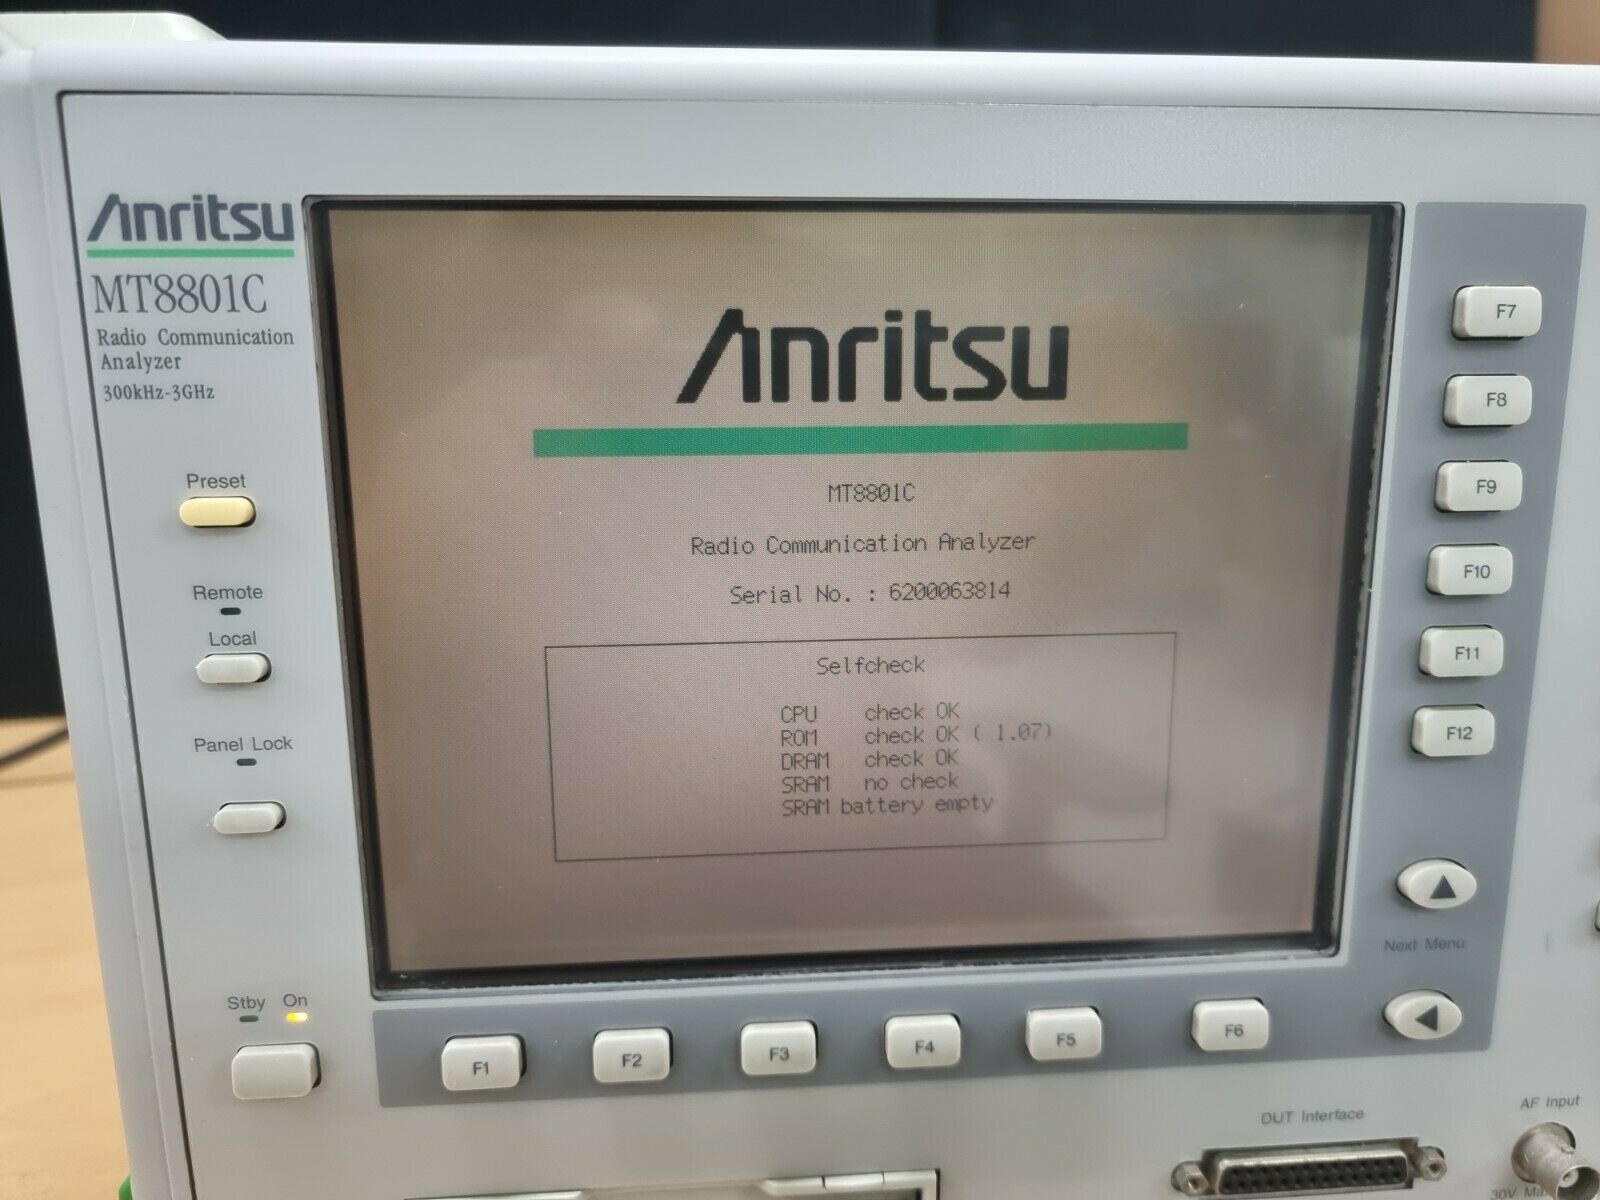 Anritsu
MT8801C
Radio Communication
Analyzer
300kHz-3GHz
Preset
Remote
Local
Panel Lock
Stby On
Anritsu
MT8801C
Radio Communication Analyzer
Serial No. : 6200063814
Selfcheck
CPU check OK
ROM check OK ( 1.07)
DRAM check OK
SRAM no check
SRAM battery empty
F7
F8
F9
F10
F11
F12
Next Menu
F1 F2 F3 F4 F5 F6
DUT Interface
AF Input